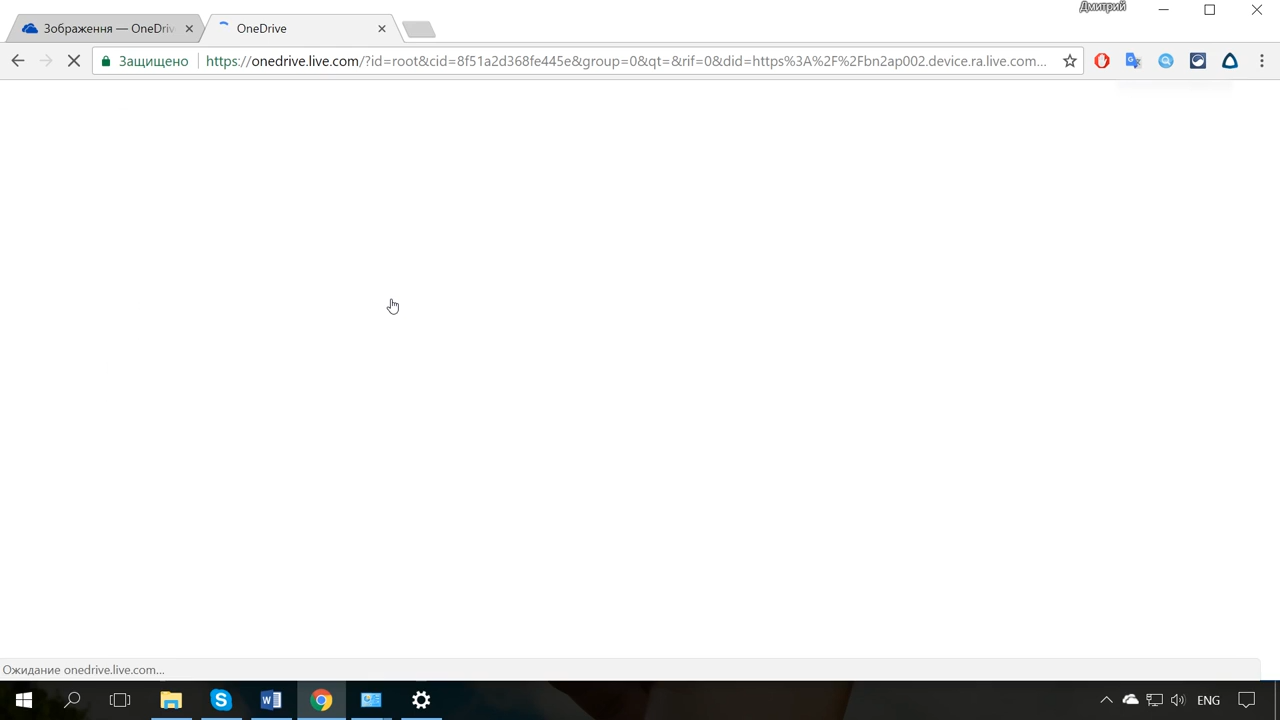 Дмитрий
Зображення — OneDriv
OneDrive
Защищено
https://onedrive.live.com/?id=root&cid=8f51a2d368fe445e&group=0&qt=&rif=0&did=https%3A%2F%2Fbn2ap002.device.ra.live.com...
Ожидание onedrive.live.com...
ENG